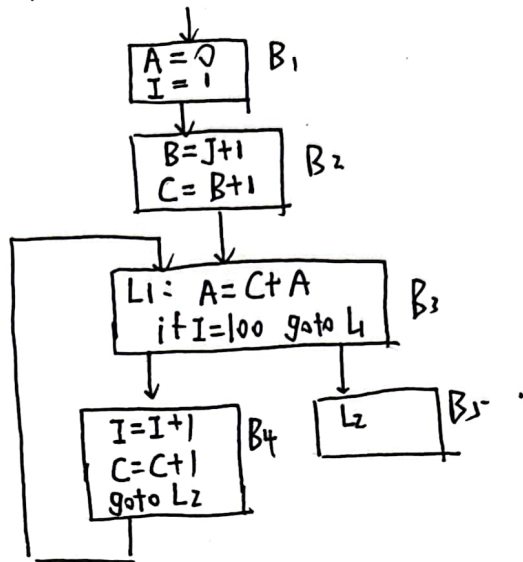 A = 0
I = 1
B1
B = J+1
C = B+1
B2
L1: A = C+A
if I=100 goto L1
B3
I = I+1
C = C+1
goto L2
B4
L2
B5